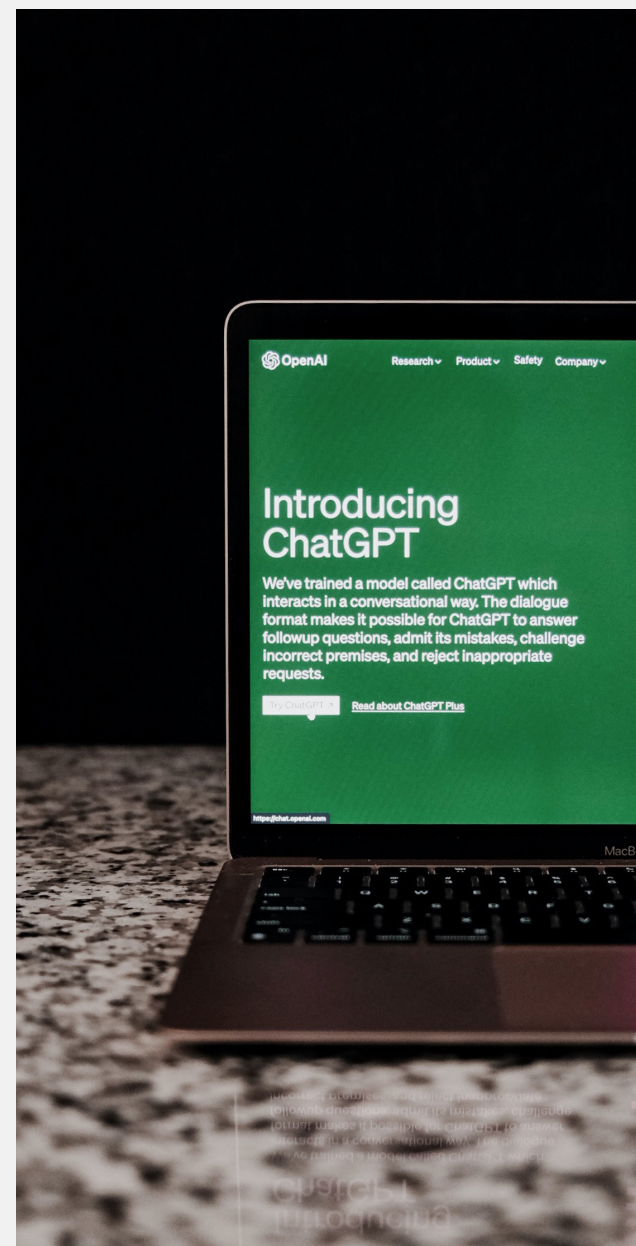 OpenAI
Research Product Safety Company
Introducing
ChatGPT
We've trained a model called ChatGPT which
interacts in a conversational way. The dialogue
format makes it possible for ChatGPT to answer
followup questions, admit its mistakes, challenge
incorrect premises, and reject inappropriate
requests.
Try ChatGPT Read about ChatGPT Plus
https://chat.openai.com
MacB